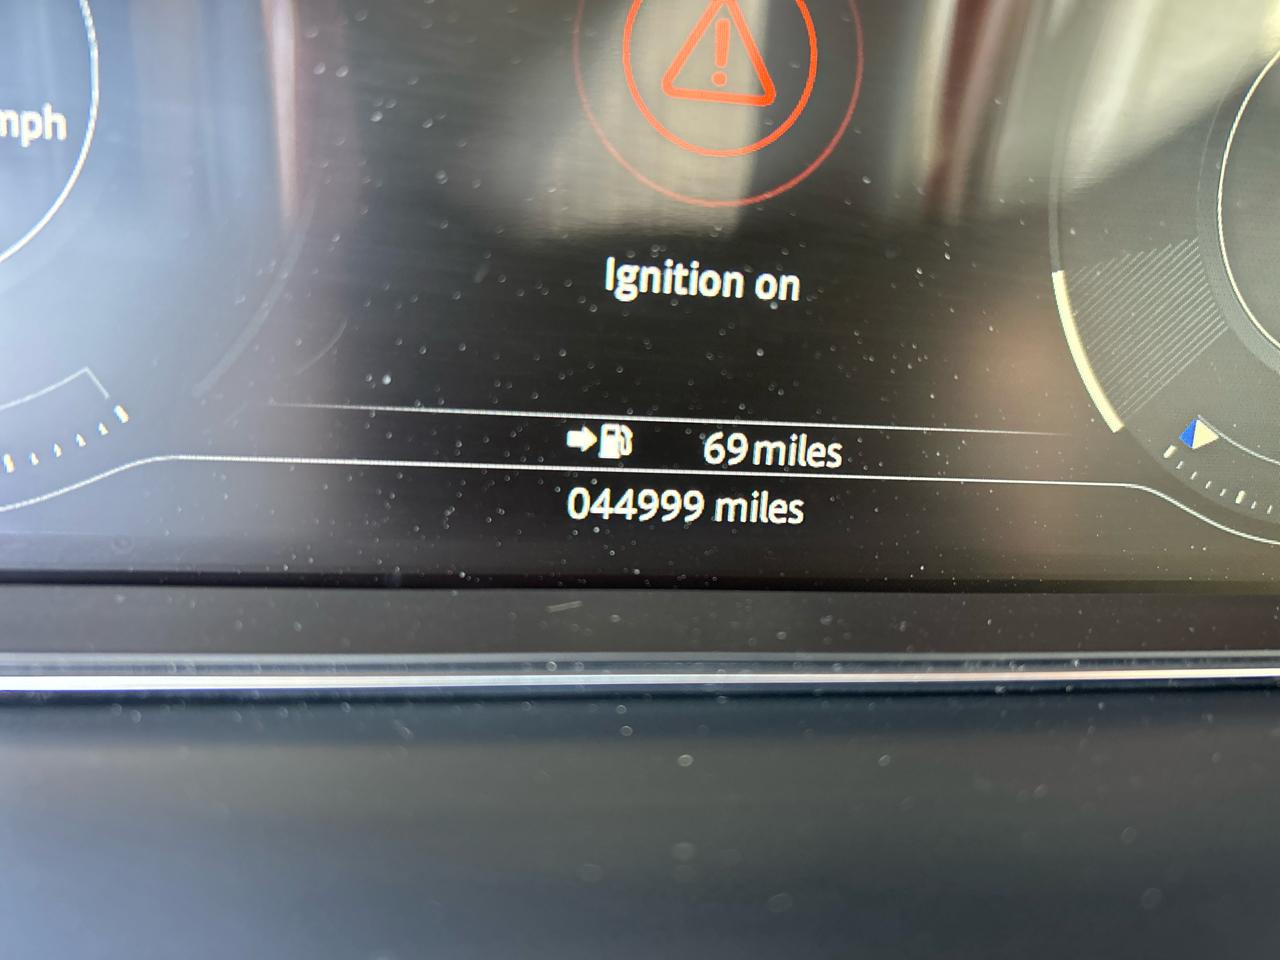 mph
Ignition on
69 miles
044999 miles